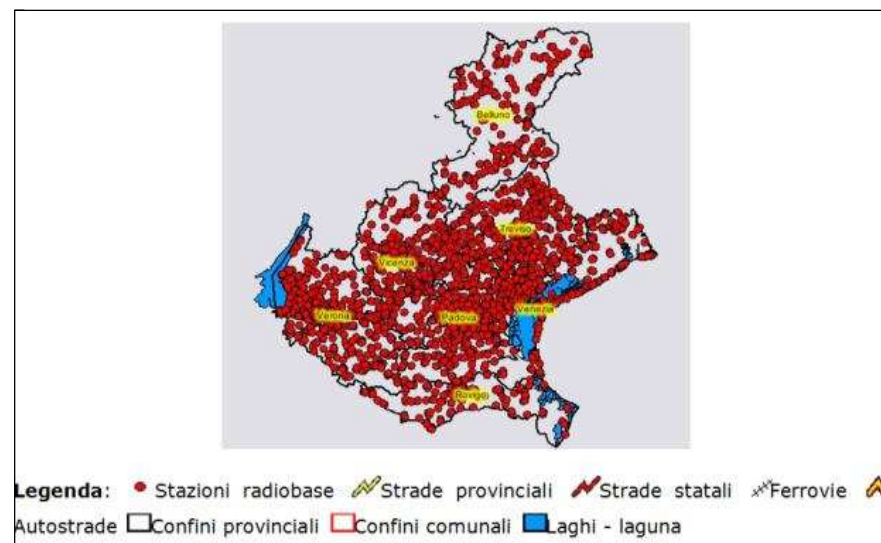 Belluno
Treviso
Vicenza
Verona
Padova
Venezia
Rovigo
Legenda: Stazioni radiobase Strade provinciali Strade statali Ferrovie
Autostrade Confini provinciali Confini comunali Laghi - laguna